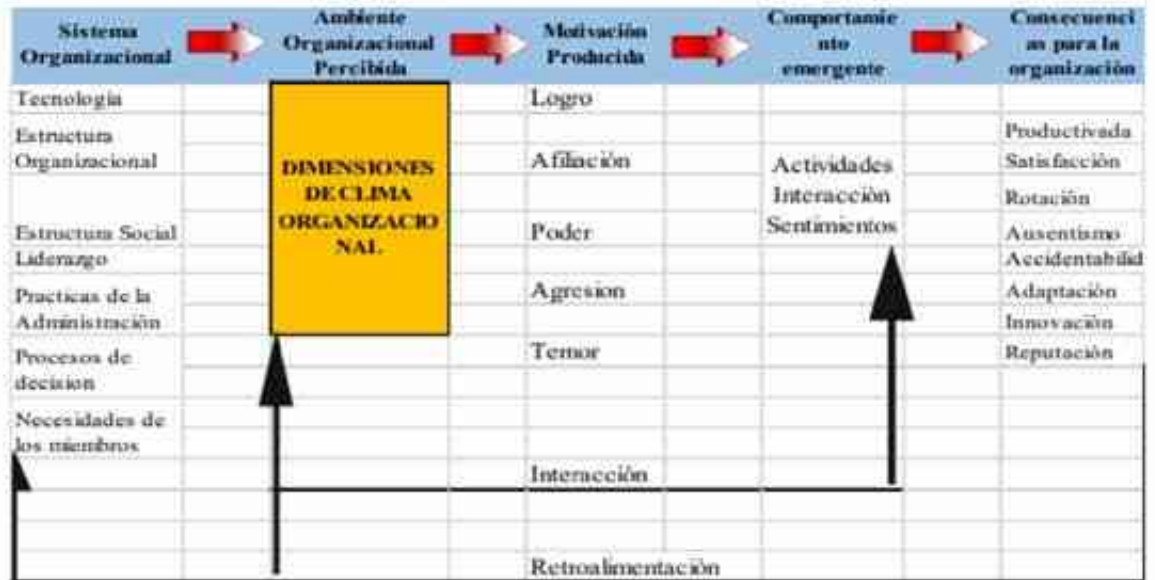 Sistema
Organizacional
Ambiente
Organizacional
Percibida
Motivación
Producida
Comportamie
nto
emergente
Consecuenci
as para la
organización
Tecnología
Estructura
Organizacional
Estructura Social
Liderazgo
Practicas de la
Administración
Procesos de
decision
Necesidades de
los miembros
DIMENSIONES
DE CLIMA
ORGANIZACIO
NAL
Logro
Afiliación
Poder
Agresion
Temor
Interacción
Retroalimentación
Actividades
Interacción
Sentimientos
Productivada
Satisfacción
Rotación
Ausentismo
Accidentabilid
Adaptación
Innovación
Reputación